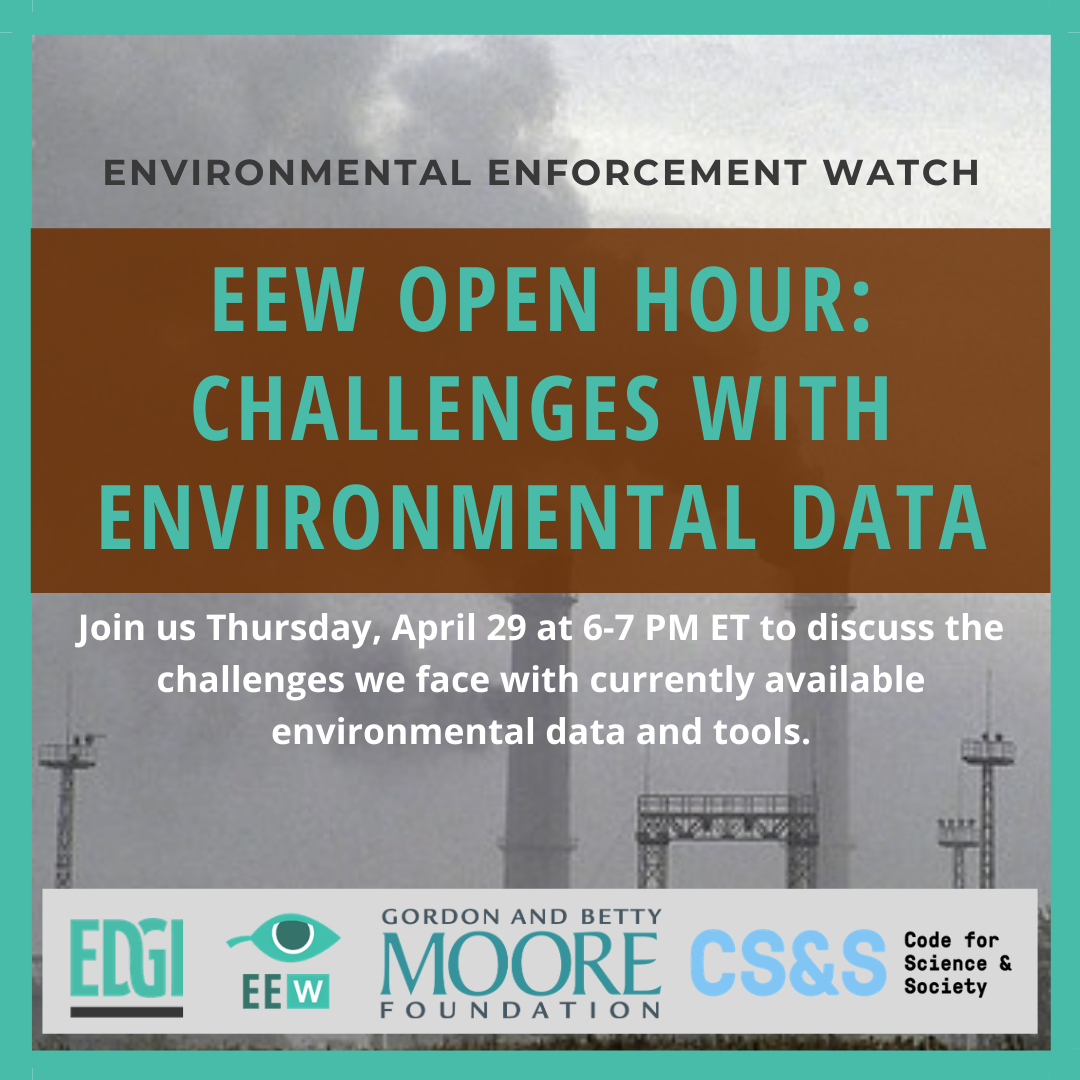 ENVIRONMENTAL ENFORCEMENT WATCH
EEW OPEN HOUR:
CHALLENGES WITH
ENVIRONMENTAL DATA
Join us Thursday, April 29 at 6-7 PM ET to discuss the
challenges we face with currently available
environmental data and tools.
EDGI
EEW
GORDON AND BETTY
MOORE
FOUNDATION
CS&S
Code for
Science &
Society